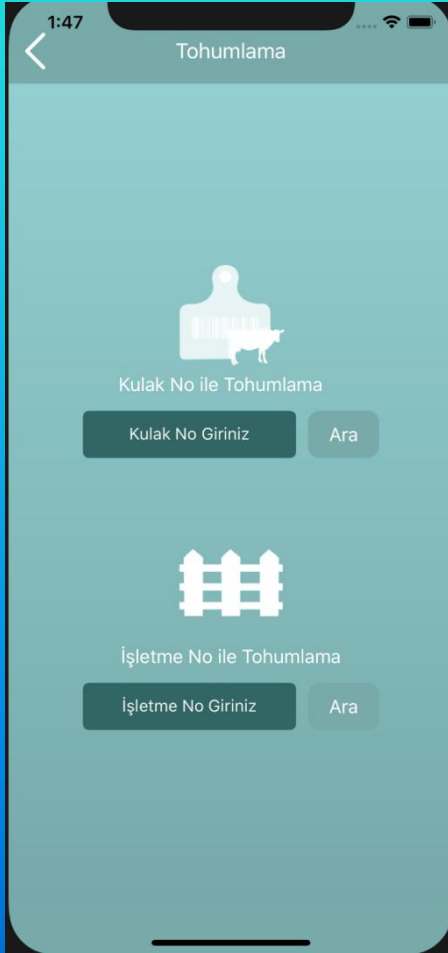 1:47
Tohumlama
Kulak No ile Tohumlama
Kulak No Giriniz
Ara
İşletme No ile Tohumlama
İşletme No Giriniz
Ara